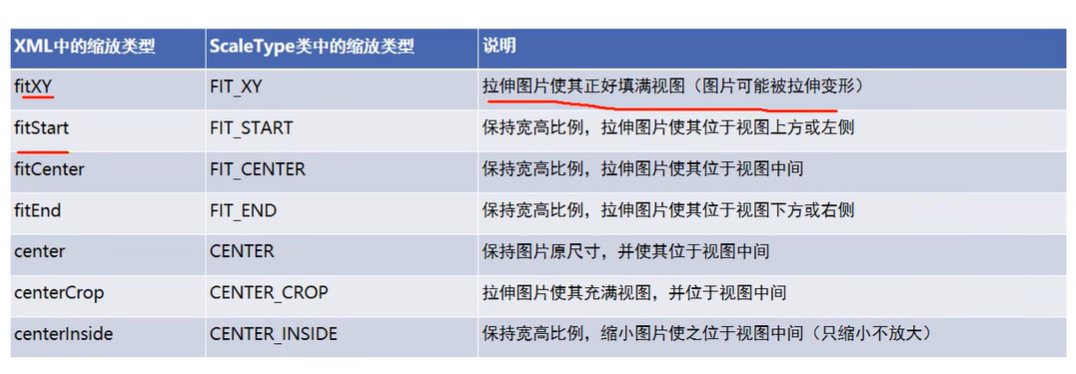 XML中的缩放类型 ScaleType类中的缩放类型 说明
fitXY FIT_XY 拉伸图片使其正好填满视图（图片可能被拉伸变形）
fitStart FIT_START 保持宽高比例，拉伸图片使其位于视图上方或左侧
fitCenter FIT_CENTER 保持宽高比例，拉伸图片使其位于视图中间
fitEnd FIT_END 保持宽高比例，拉伸图片使其位于视图下方或右侧
center CENTER 保持图片原尺寸，并使其位于视图中间
centerCrop CENTER_CROP 拉伸图片使其充满视图，并位于视图中间
centerInside CENTER_INSIDE 保持宽高比例，缩小图片使之位于视图中间（只缩小不放大）